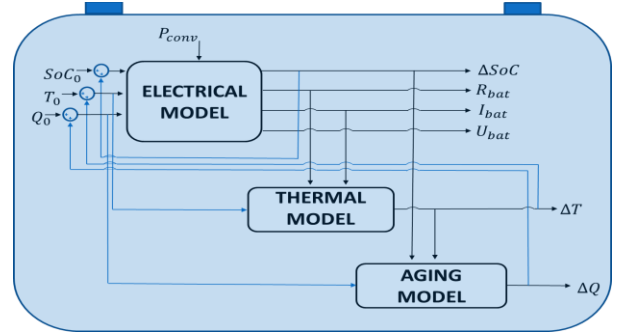 P_conv
SoC_0
ΔSoC
T_0
ELECTRICAL
MODEL
R_bat
Q_0
I_bat
U_bat
THERMAL
MODEL
ΔT
AGING
MODEL
ΔQ